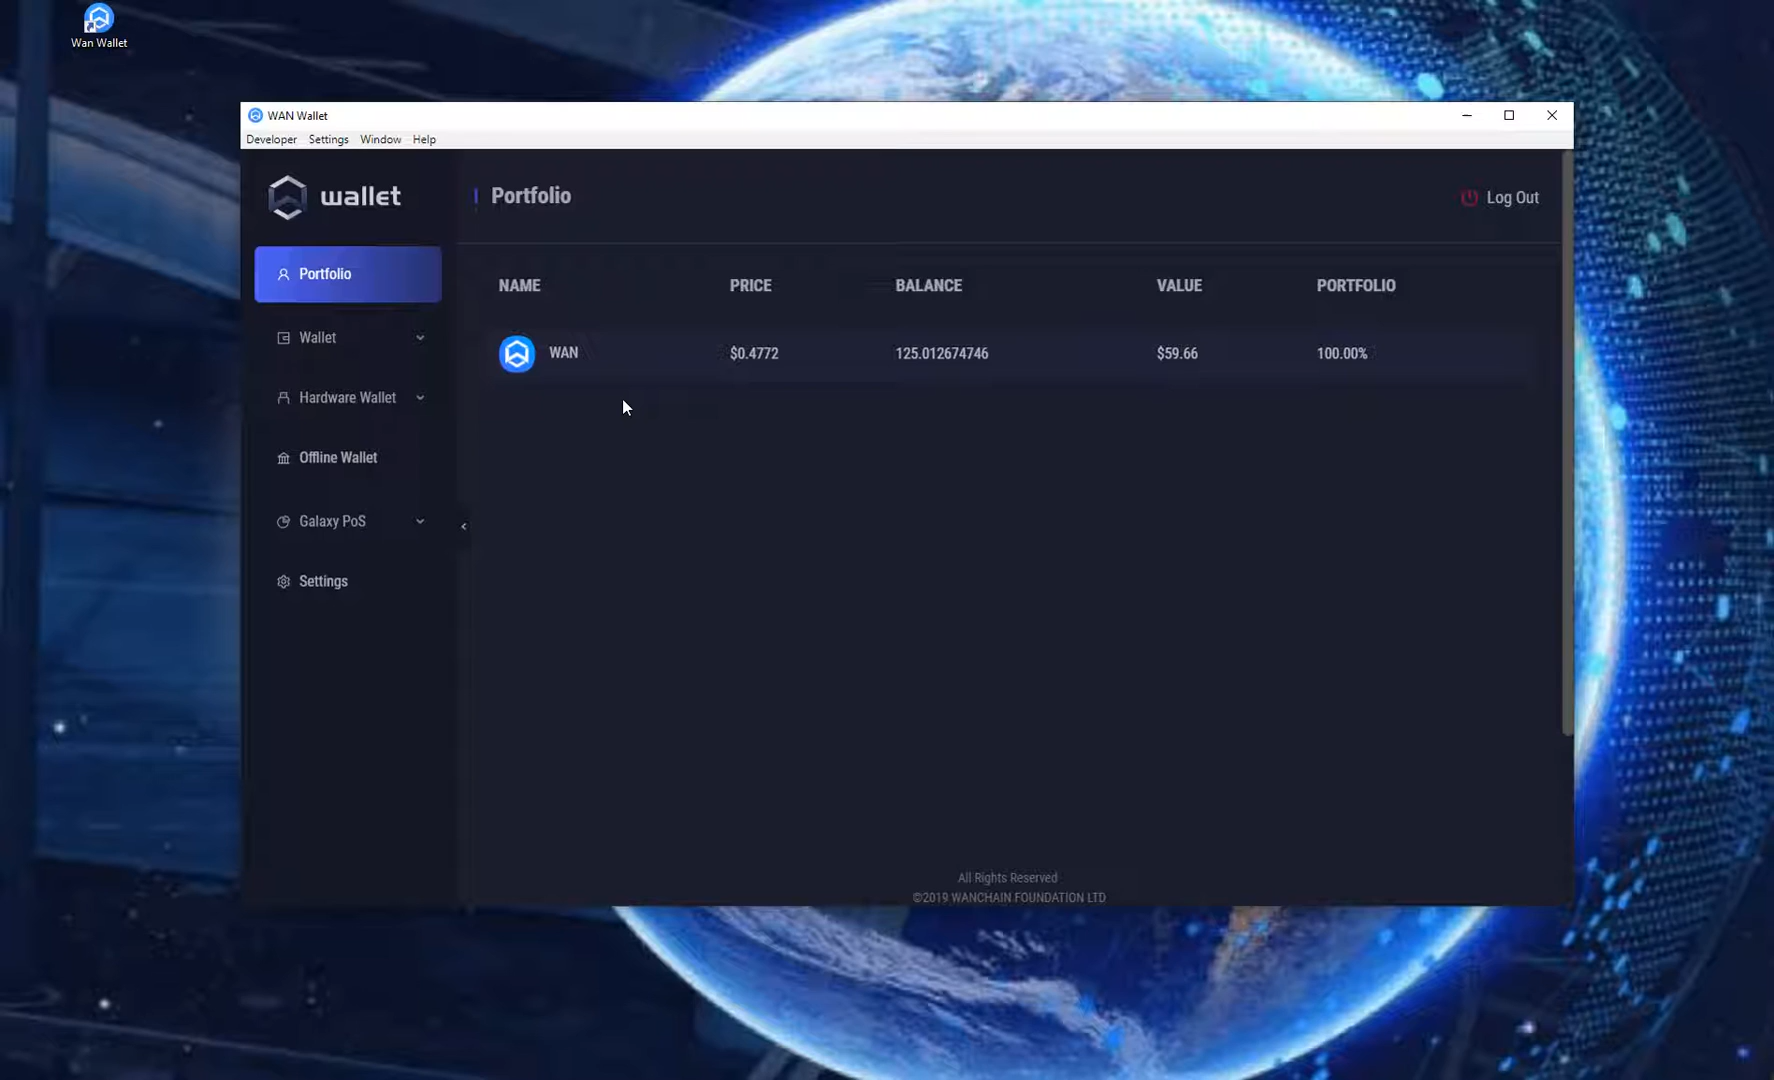 Wan Wallet
WAN Wallet
Developer Settings Window Help
wallet
Portfolio
Log Out
Portfolio
Wallet
Hardware Wallet
Offline Wallet
Galaxy PoS
Settings
NAME PRICE BALANCE VALUE PORTFOLIO
WAN $0.4772 125.012674746 $59.66 100.00%
All Rights Reserved
©2019 WANCHAIN FOUNDATION LTD